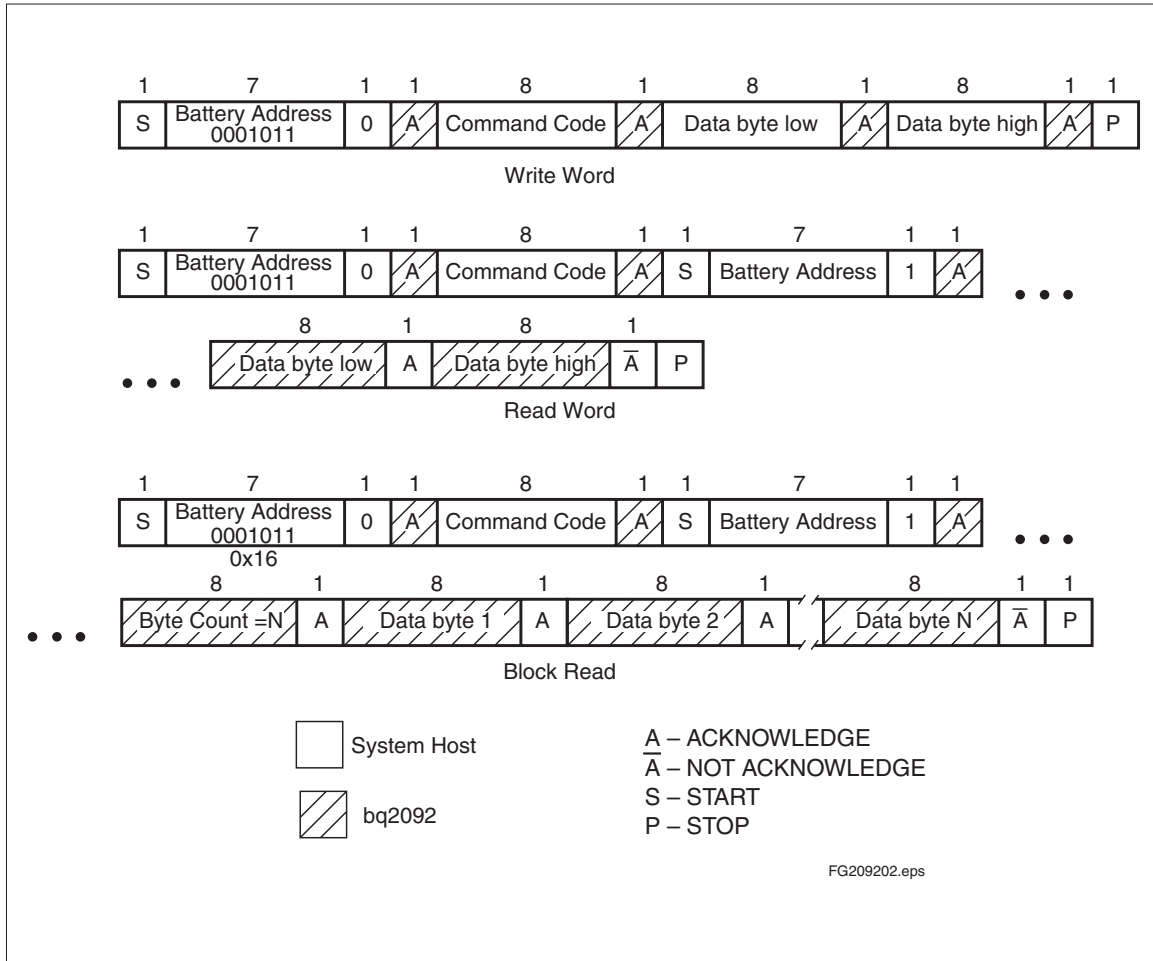 1 7 1 1 8 1 8 1 8 1 1
S Battery Address 0001011 0 A Command Code A Data byte low A Data byte high A P
Write Word
1 7 1 1 8 1 1 7 1 1
S Battery Address 0001011 0 A Command Code A S Battery Address 1 A • • •
8 1 8 1
• • • Data byte low A Data byte high A̅ P
Read Word
1 7 1 1 8 1 1 7 1 1
S Battery Address 0001011 0 A Command Code A S Battery Address 1 A • • •
0x16
8 1 8 1 8 1 8 1 1
• • • Byte Count =N A Data byte 1 A Data byte 2 A Data byte N A̅ P
Block Read
System Host
bq2092
A – ACKNOWLEDGE
A̅ – NOT ACKNOWLEDGE
S – START
P – STOP
FG209202.eps